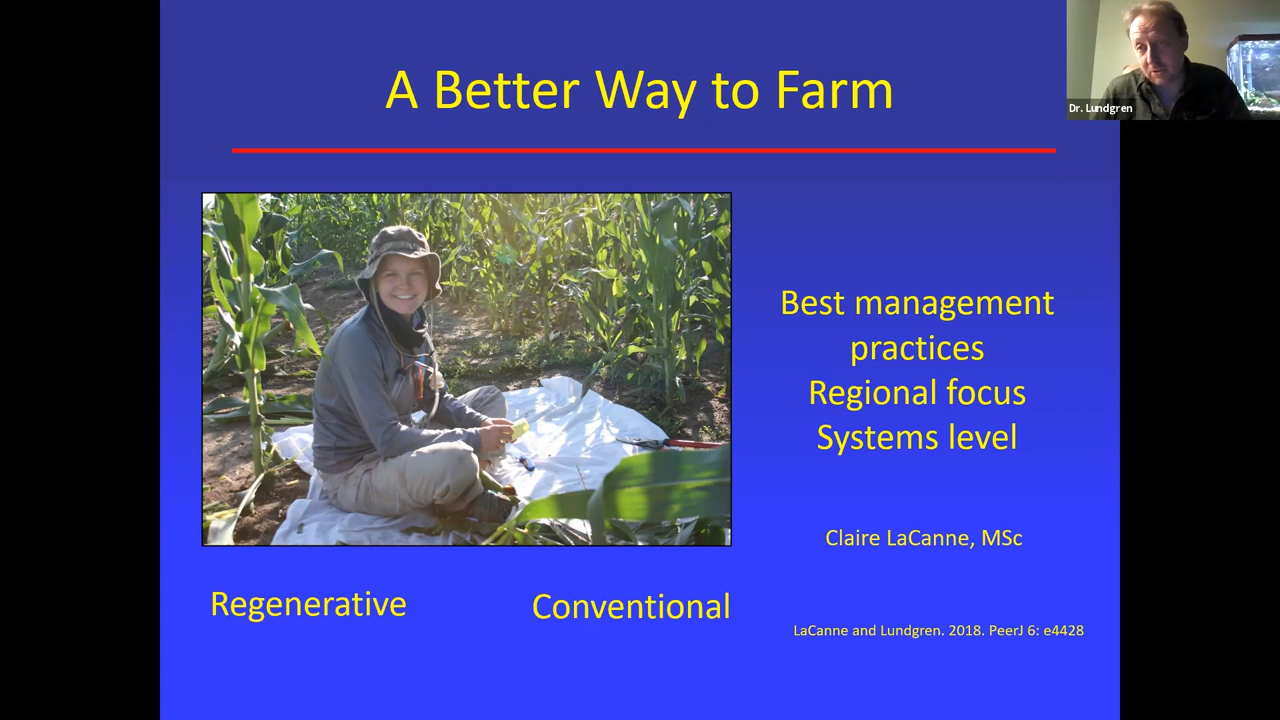 A Better Way to Farm
Dr. Lundgren
Best management
practices
Regional focus
Systems level
Claire LaCanne, MSc
Regenerative
Conventional
LaCanne and Lundgren. 2018. PeerJ 6: e4428